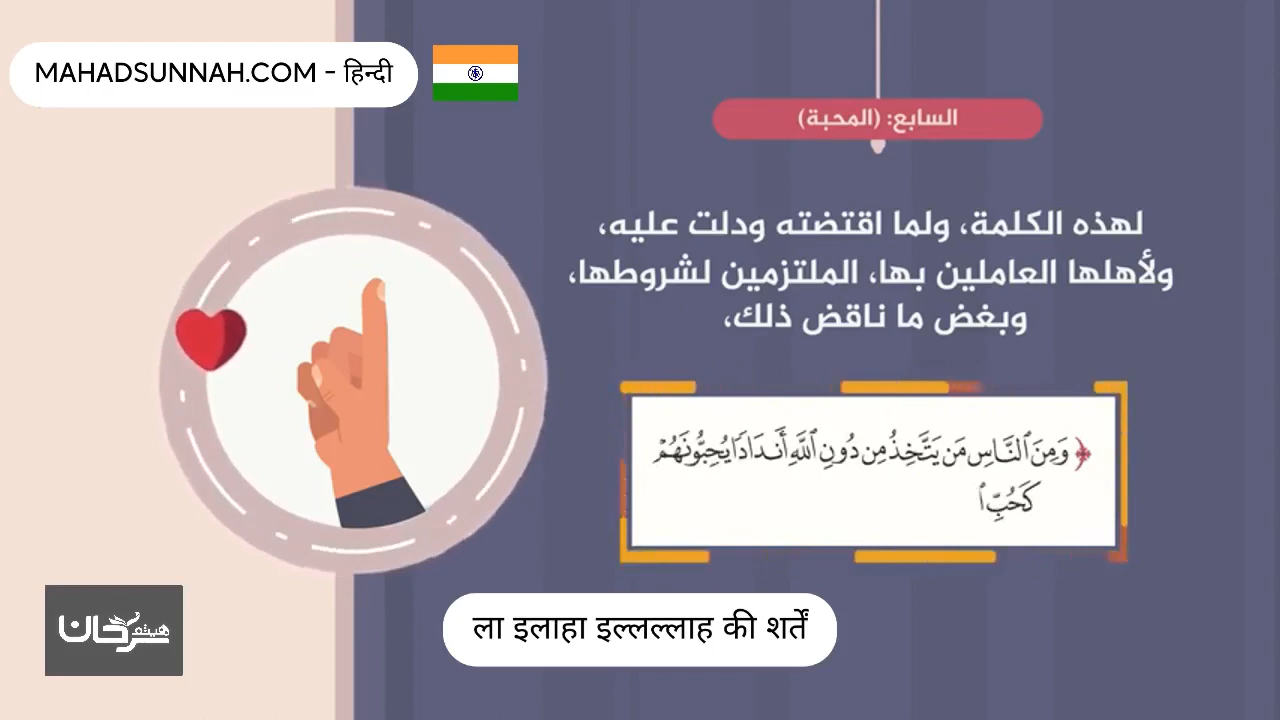 MAHADSUNNAH.COM - हिन्दी
السابع: (المحبة)
لهذه الكلمة، ولما اقتضته ودلت عليه،
ولأهلها العاملين بها، الملتزمين لشروطها،
وبغض ما ناقض ذلك،
﴿ وَمِنَ ٱلنَّاسِ مَن يَتَّخِذُ مِن دُونِ ٱللَّهِ أَندَادًا يُحِبُّونَهُمْ
كَحُبِّ ٱ
ला इलाहा इल्लल्लाह की शर्तें